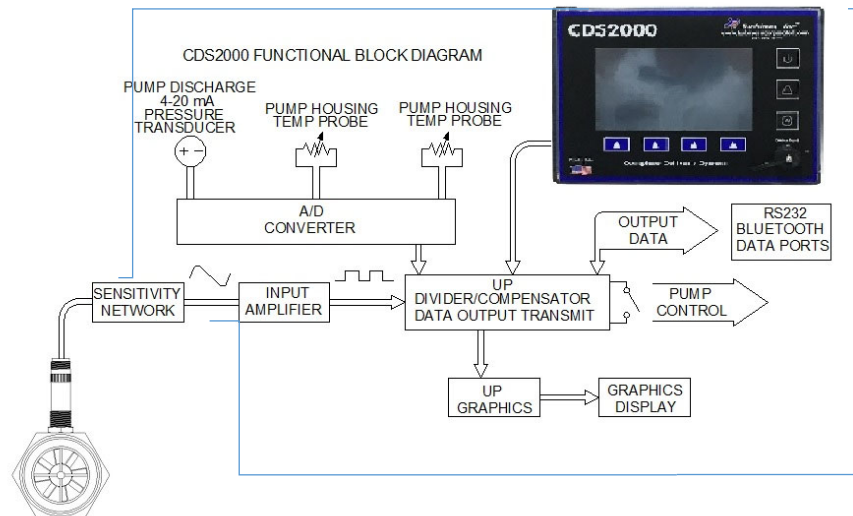 CDS2000 FUNCTIONAL BLOCK DIAGRAM
CDS2000
PUMP DISCHARGE
4-20 mA
PRESSURE
TRANSDUCER
PUMP HOUSING
TEMP PROBE
PUMP HOUSING
TEMP PROBE
+ -
A/D
CONVERTER
OUTPUT
DATA
RS232
BLUETOOTH
DATA PORTS
SENSITIVITY
NETWORK
INPUT
AMPLIFIER
UP
DIVIDER/COMPENSATOR
DATA OUTPUT TRANSMIT
PUMP
CONTROL
UP
GRAPHICS
GRAPHICS
DISPLAY